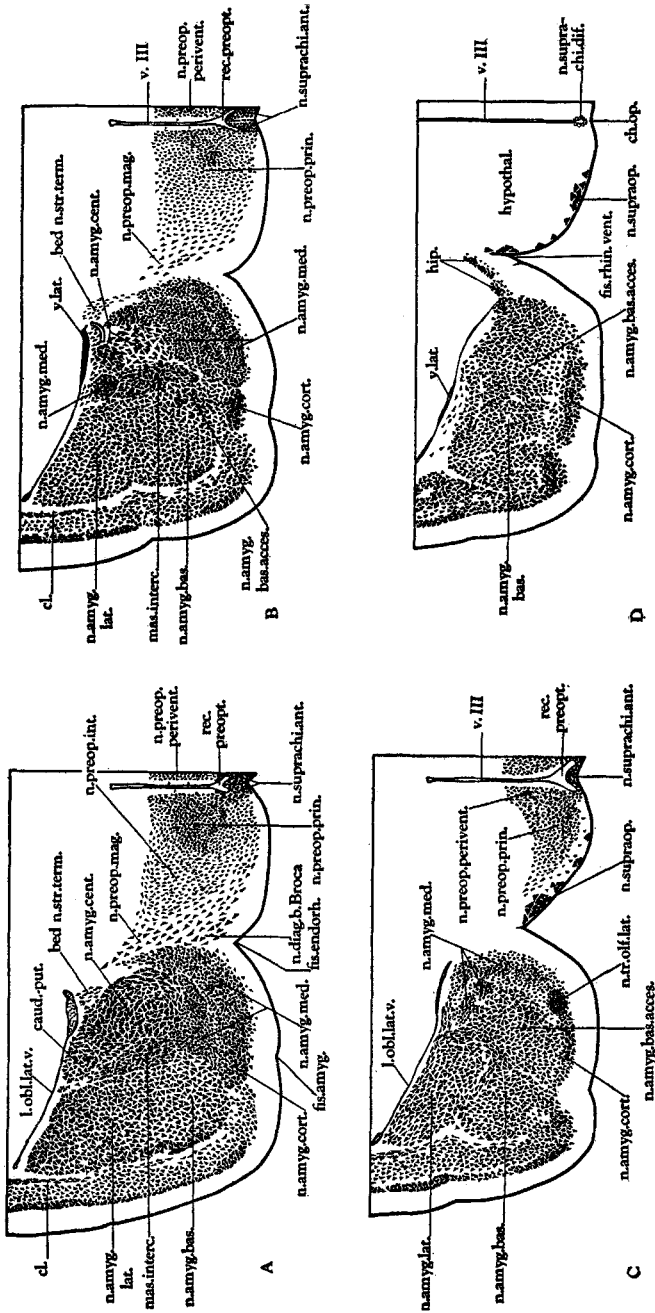 l.obl.lat.v.
caud.-put.
bed n.str.term.
n.amyg.cent.
n.preop.mag.
n.preop.int.
n.preop.
perivent.
rec.
preopt.
n.suprachi.ant.
n.preop.prin.
n.diag.b.Broca
fis.endorh.
n.amyg.med.
fis.amyg.
n.amyg.cort.
cl.
n.amyg.
lat.
mas.interc.
n.amyg.bas.
A
n.amyg.med.
v.lat.
bed n.str.term.
n.amyg.cent.
n.preop.mag.
v. III
n.preop.
perivent.
rec.preopt.
n.suprachi.ant.
n.preop.prin.
n.amyg.med.
n.amyg.cort.
n.amyg.
bas.acces.
cl.
n.amyg.
lat.
mas.interc.
n.amyg.bas.
B
l.obl.lat.v.
n.amyg.med.
n.preop.perivent.
n.preop.prin.
v. III
rec.
preopt.
n.suprachi.ant.
n.supraop.
n.tr.olf.lat.
n.amyg.bas.acces.
n.amyg.cort.
n.amyg.lat.
n.amyg.bas.
C
v.lat.
hip.
hypothal.
v. III
n.supra-
chi.dif.
ch.op.
n.supraop.
fis.rhin.vent.
n.amyg.bas.acces.
n.amyg.cort.
n.amyg.
bas.
D